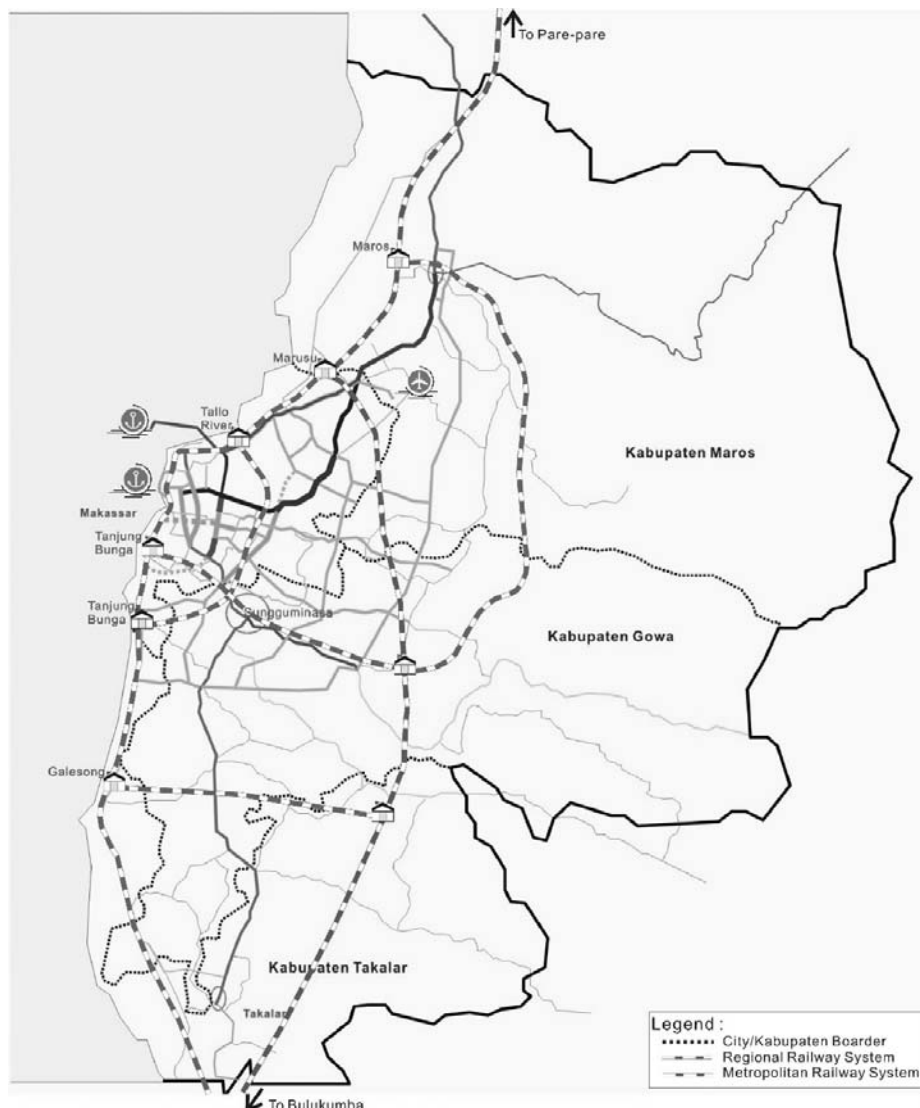 To Pare-pare
Maros
Marusu
Tallo
River
Kabupaten Maros
Makassar
Tanjung
Bunga
Tanjung
Bunga
Sungguminasa
Kabupaten Gowa
Galesong
Kabupaten Takalar
Takalar
Legend :
City/Kabupaten Boarder
Regional Railway System
Metropolitan Railway System
To Bulukumba